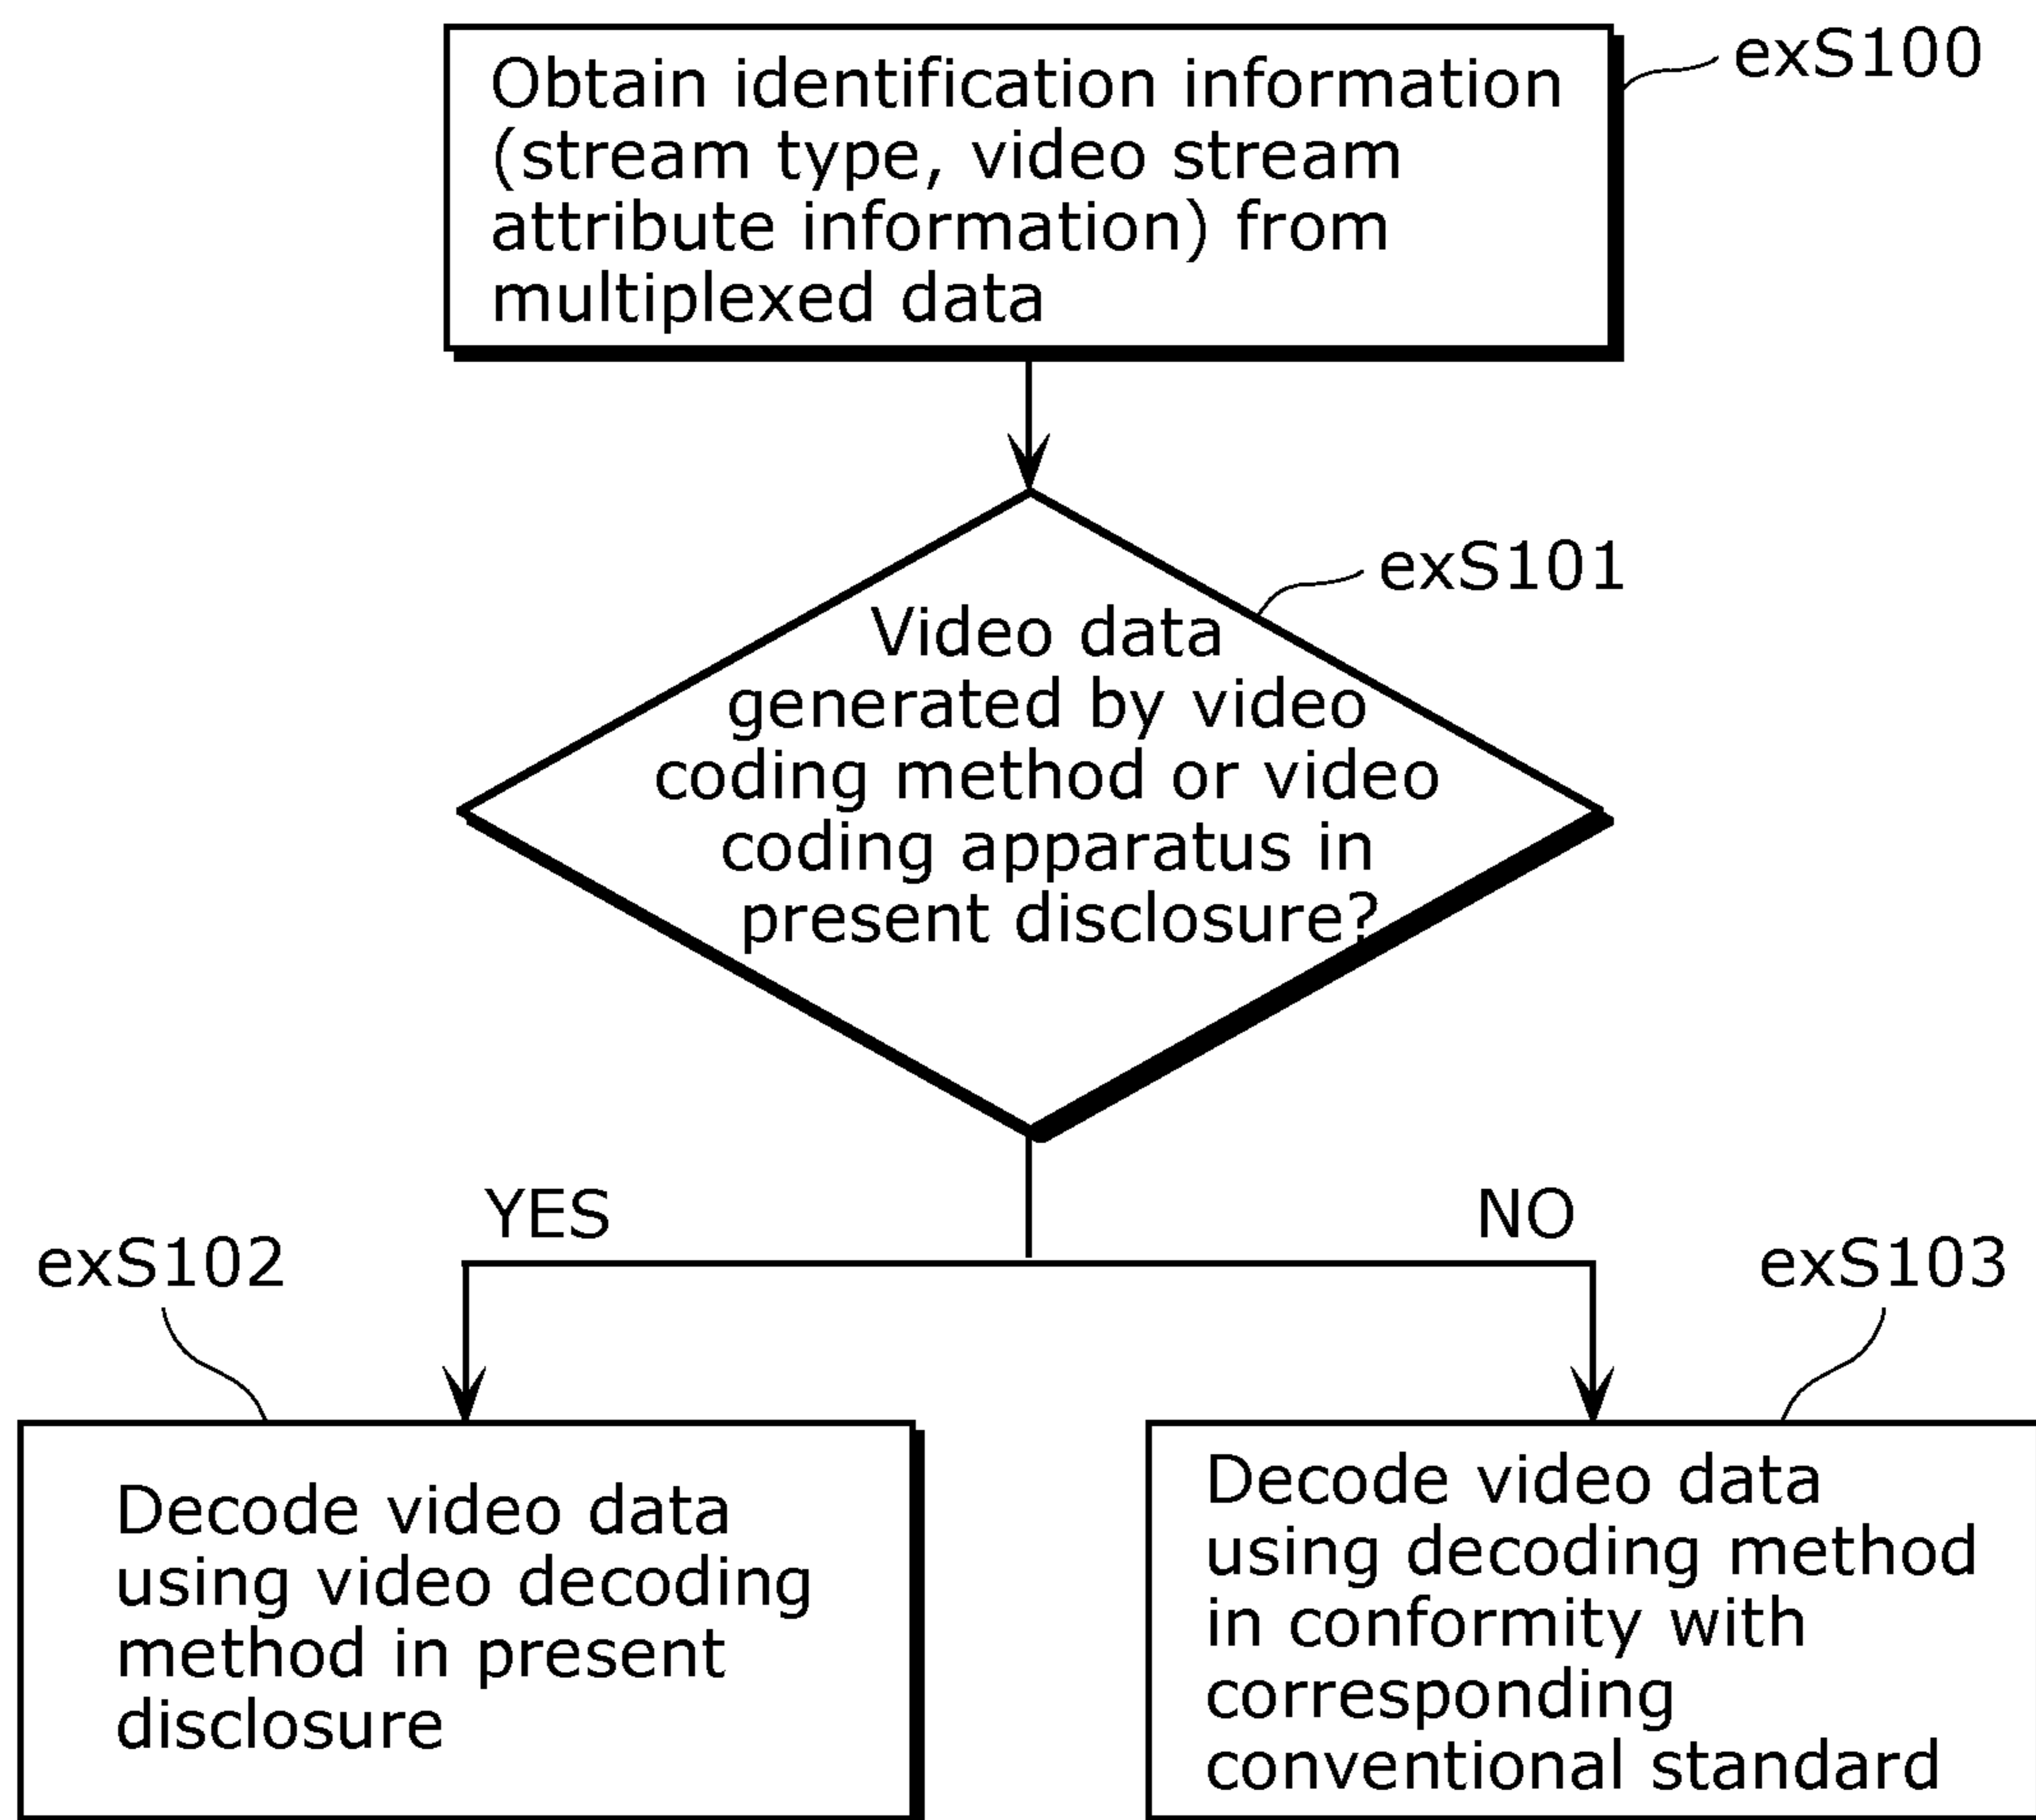 exS100
Obtain identification information
(stream type, video stream
attribute information) from
multiplexed data
exS101
Video data
generated by video
coding method or video
coding apparatus in
present disclosure?
YES
NO
exS102
exS103
Decode video data
using video decoding
method in present
disclosure
Decode video data
using decoding method
in conformity with
corresponding
conventional standard